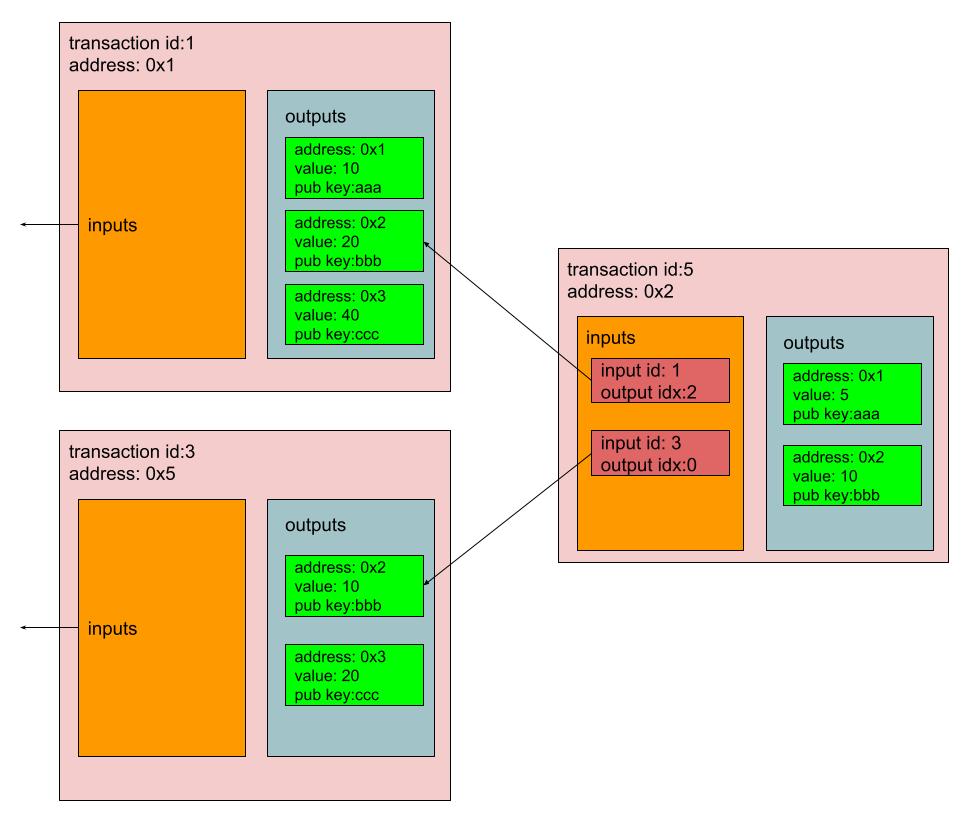 transaction id:1
address: 0x1
inputs
outputs
address: 0x1
value: 10
pub key:aaa
address: 0x2
value: 20
pub key:bbb
address: 0x3
value: 40
pub key:ccc
transaction id:3
address: 0x5
inputs
outputs
address: 0x2
value: 10
pub key:bbb
address: 0x3
value: 20
pub key:ccc
transaction id:5
address: 0x2
inputs
input id: 1
output idx:2
input id: 3
output idx:0
outputs
address: 0x1
value: 5
pub key:aaa
address: 0x2
value: 10
pub key:bbb